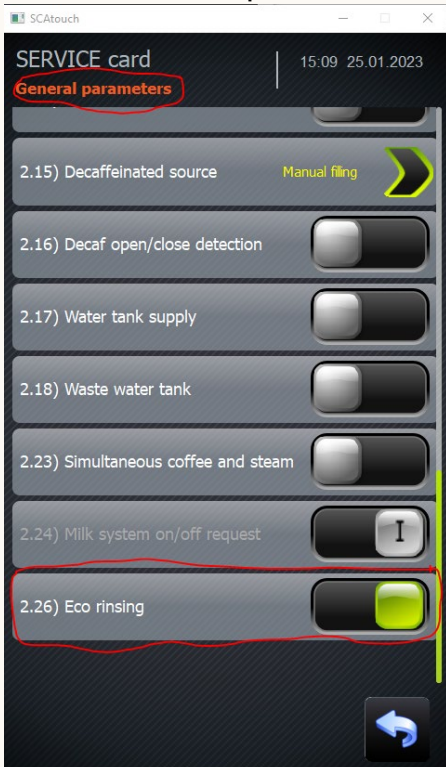 SCAtouch
SERVICE card
15:09 25.01.2023
General parameters
2.15) Decaffeinated source Manual filing
2.16) Decaf open/close detection
2.17) Water tank supply
2.18) Waste water tank
2.23) Simultaneous coffee and steam
2.24) Milk system on/off request
I
2.26) Eco rinsing